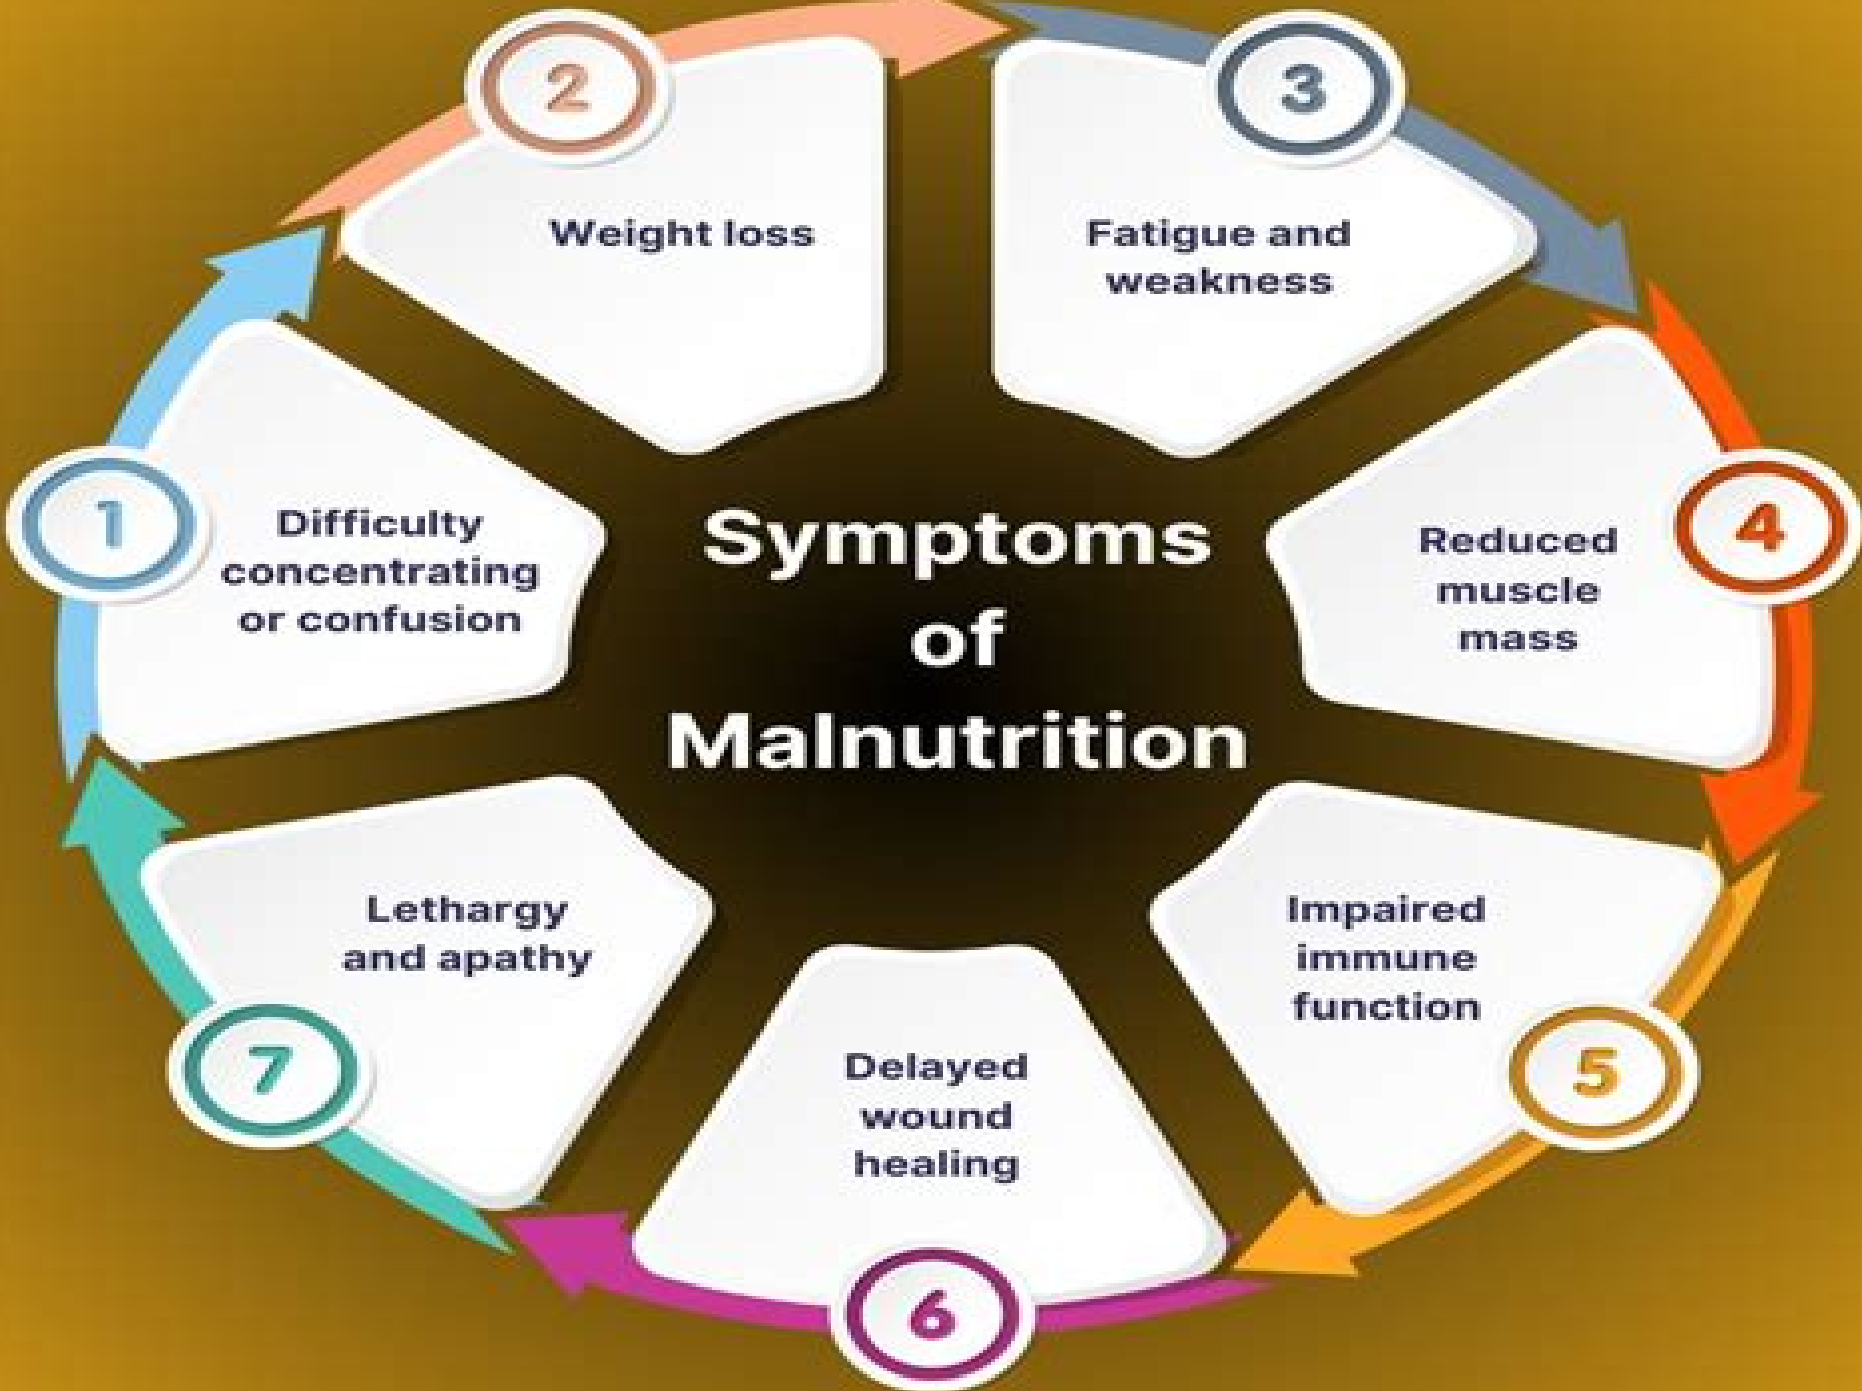 Symptoms
of
Malnutrition
1
Difficulty
concentrating
or confusion
2
Weight loss
3
Fatigue and
weakness
4
Reduced
muscle
mass
5
Impaired
immune
function
6
Delayed
wound
healing
7
Lethargy
and apathy